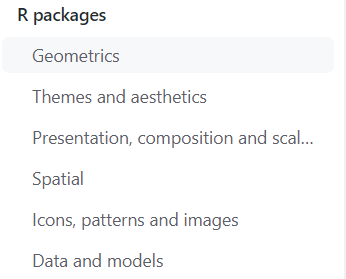 R packages
Geometrics
Themes and aesthetics
Presentation, composition and scal...
Spatial
Icons, patterns and images
Data and models